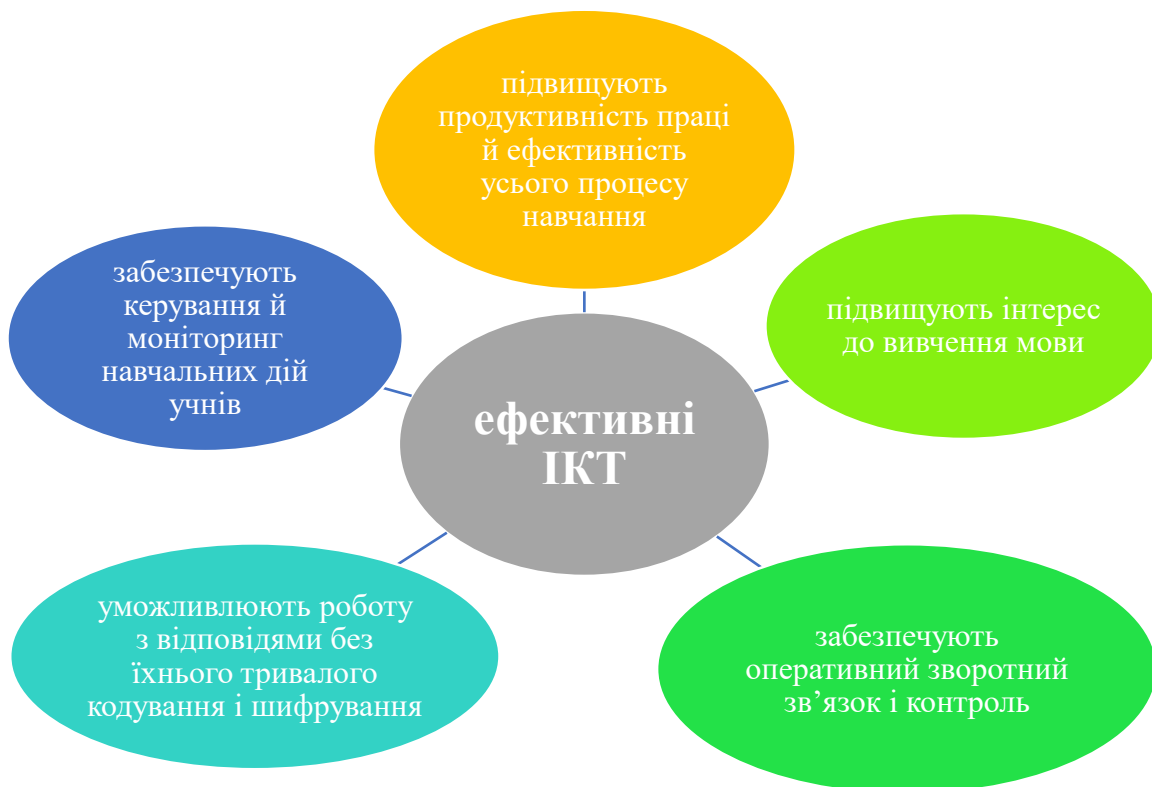 підвищують
продуктивність праці
й ефективність
усього процесу
навчання
забезпечують
керування й
моніторинг
навчальних дій
учнів
підвищують інтерес
до вивчення мови
ефективні
ІКТ
уможливлюють роботу
з відповідями без
їхнього тривалого
кодування і шифрування
забезпечують
оперативний зворотний
зв’язок і контроль